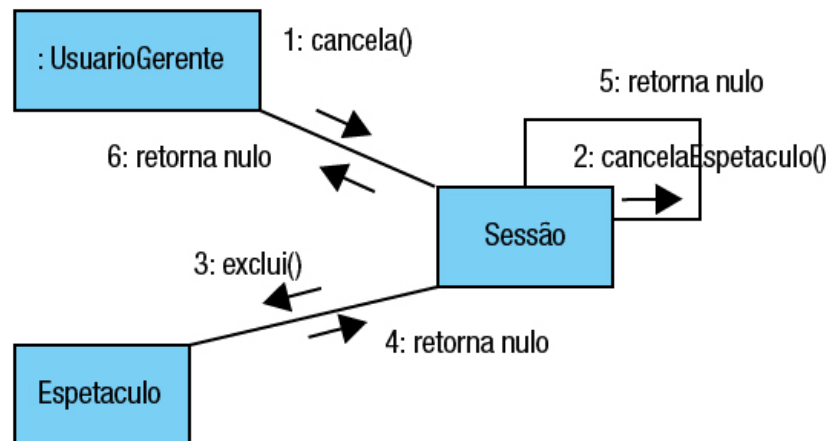 : UsuarioGerente
1: cancela()
5: retorna nulo
6: retorna nulo
2: cancelaEspetaculo()
Sessão
3: exclui()
4: retorna nulo
Espetaculo